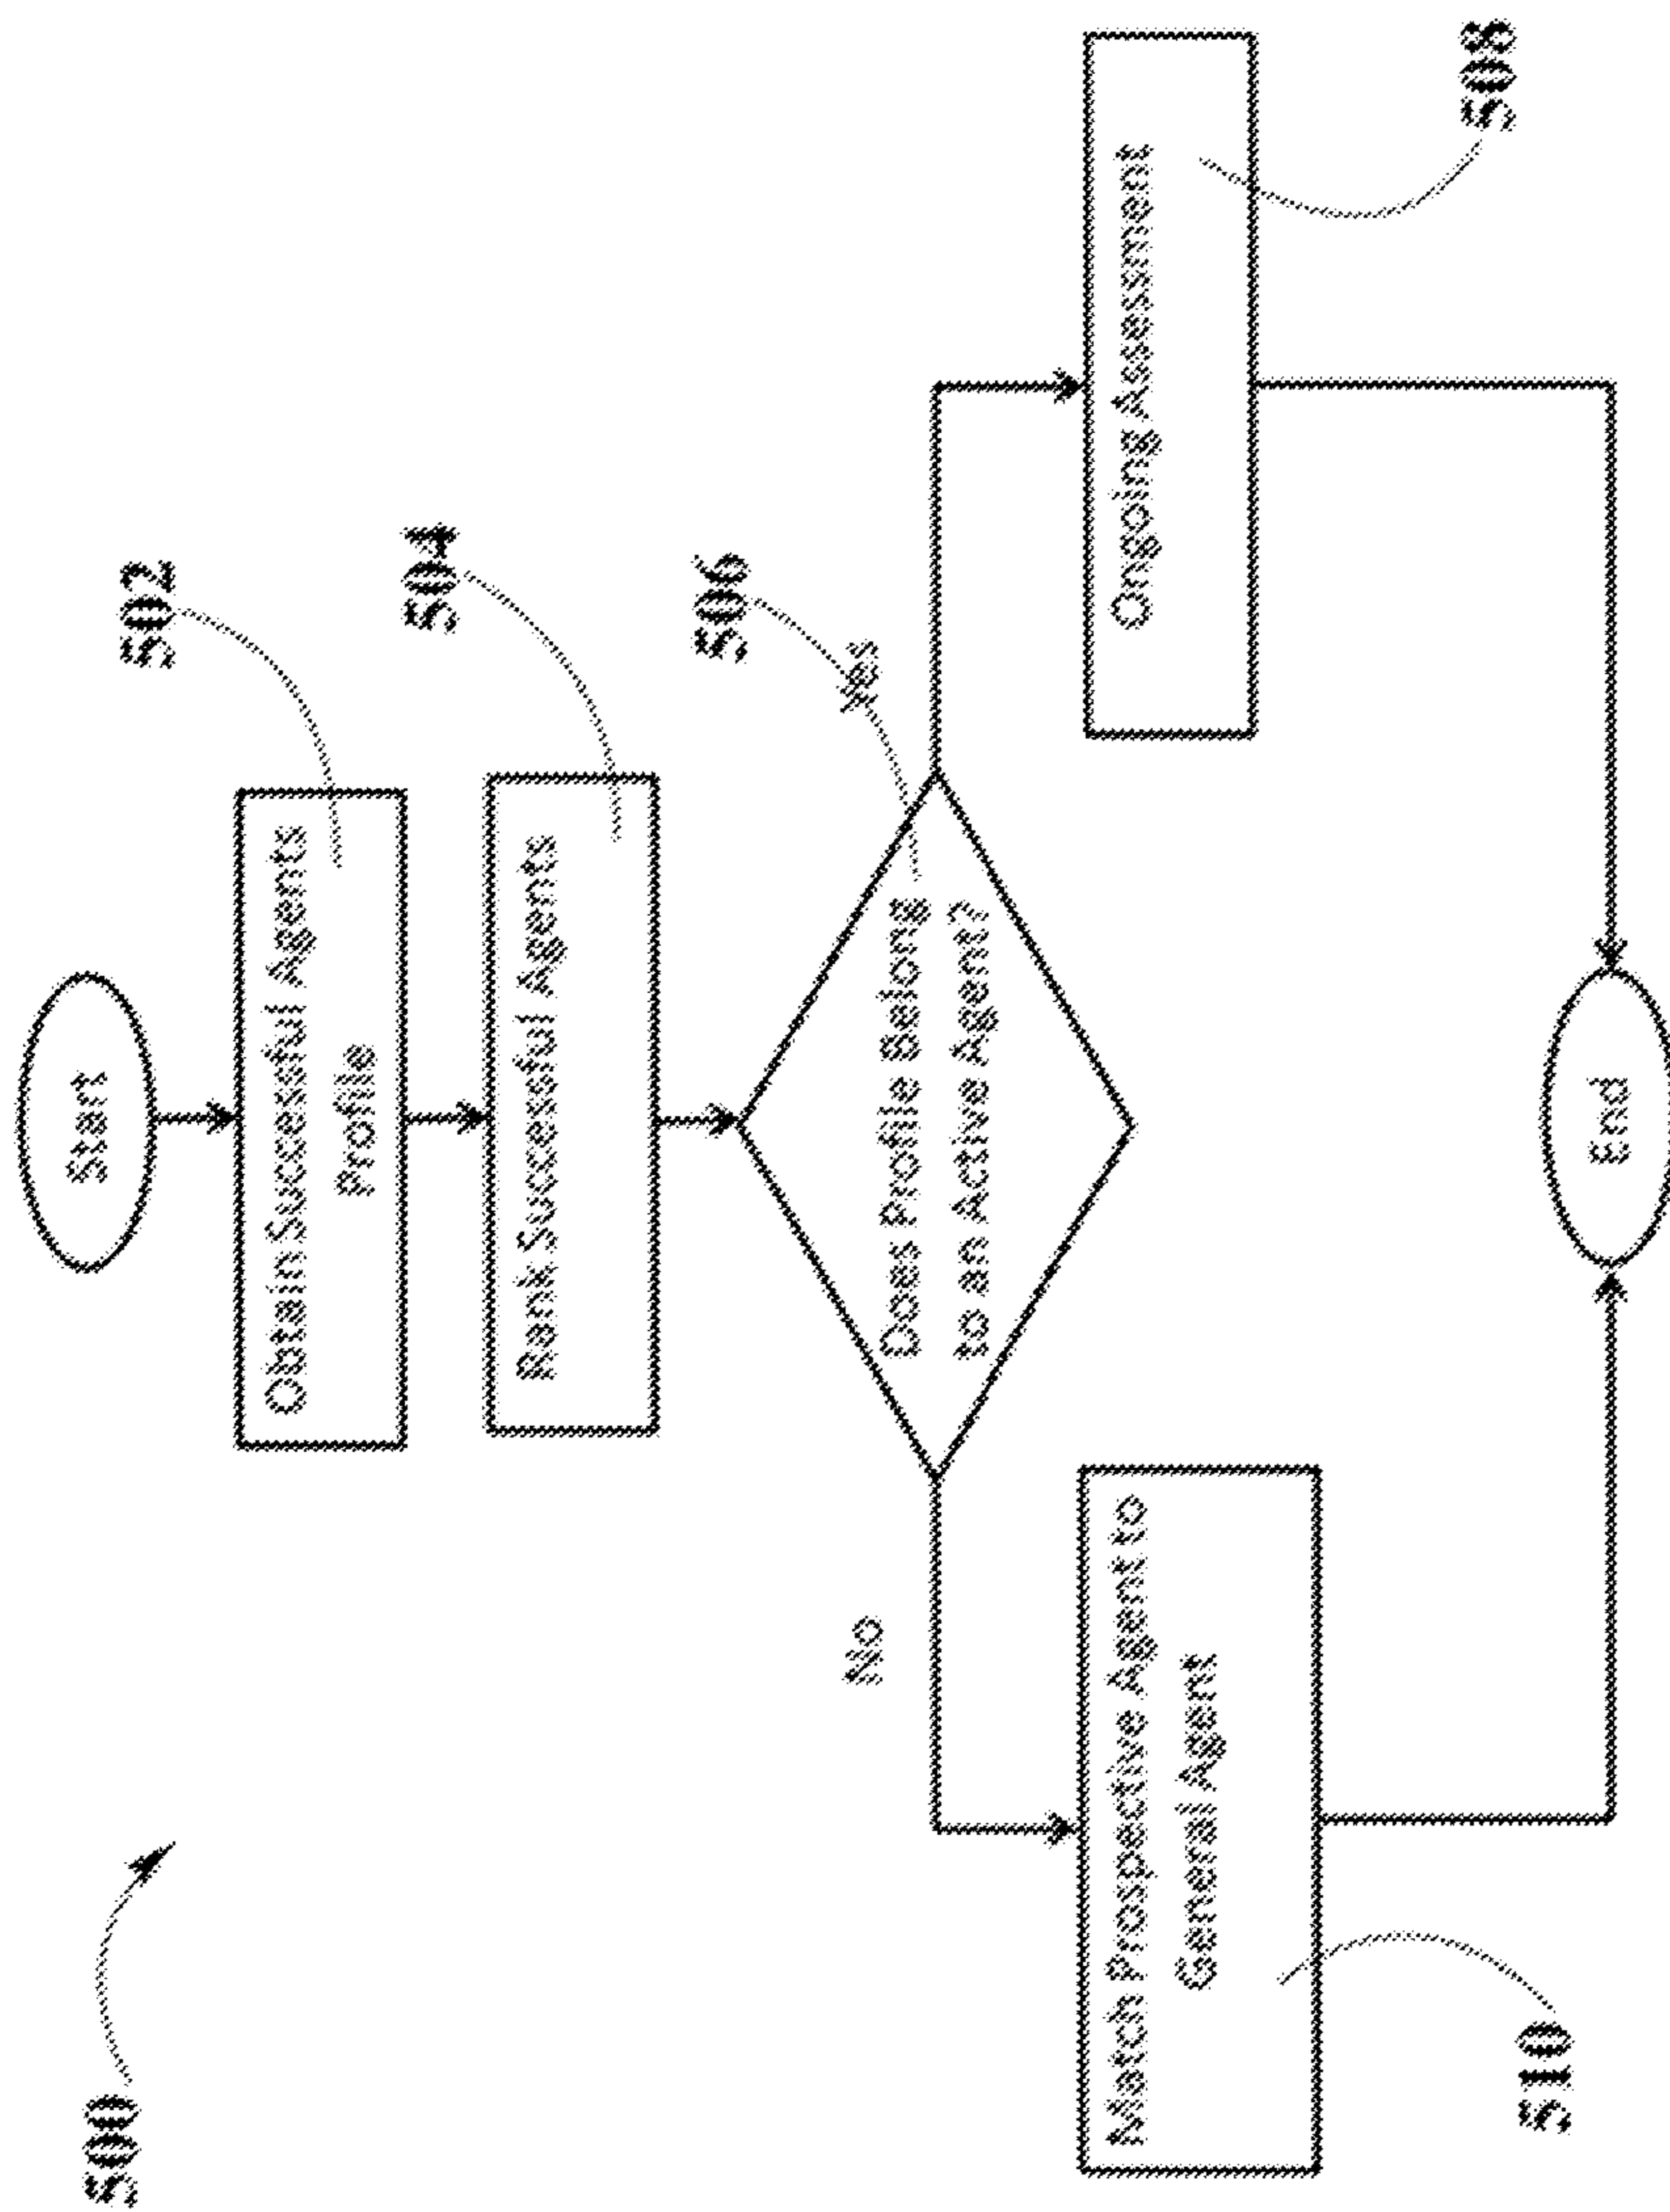 500
Start
502
Obtain Successful Agents
Profile
504
Rank Successful Agents
506
Does Profile Belong
to an Active Agent?
No
Yes
Match Prospective Agent to
General Agent
510
Ongoing Assessment
508
End